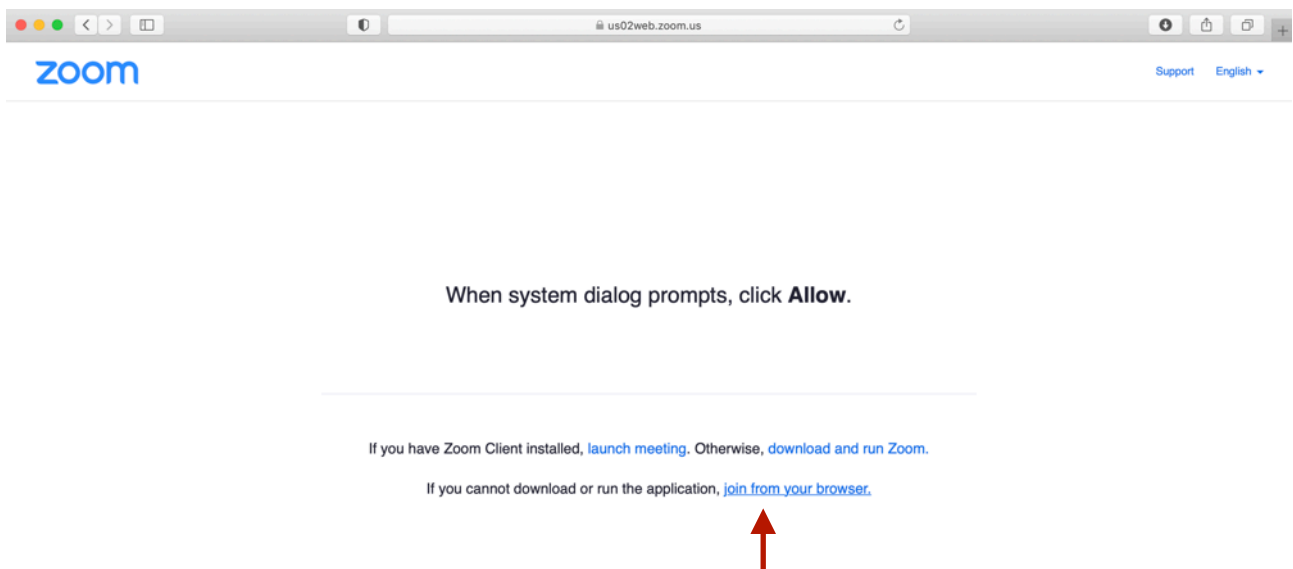 us02web.zoom.us
zoom
Support English
When system dialog prompts, click Allow.
If you have Zoom Client installed, launch meeting. Otherwise, download and run Zoom.
If you cannot download or run the application, join from your browser.